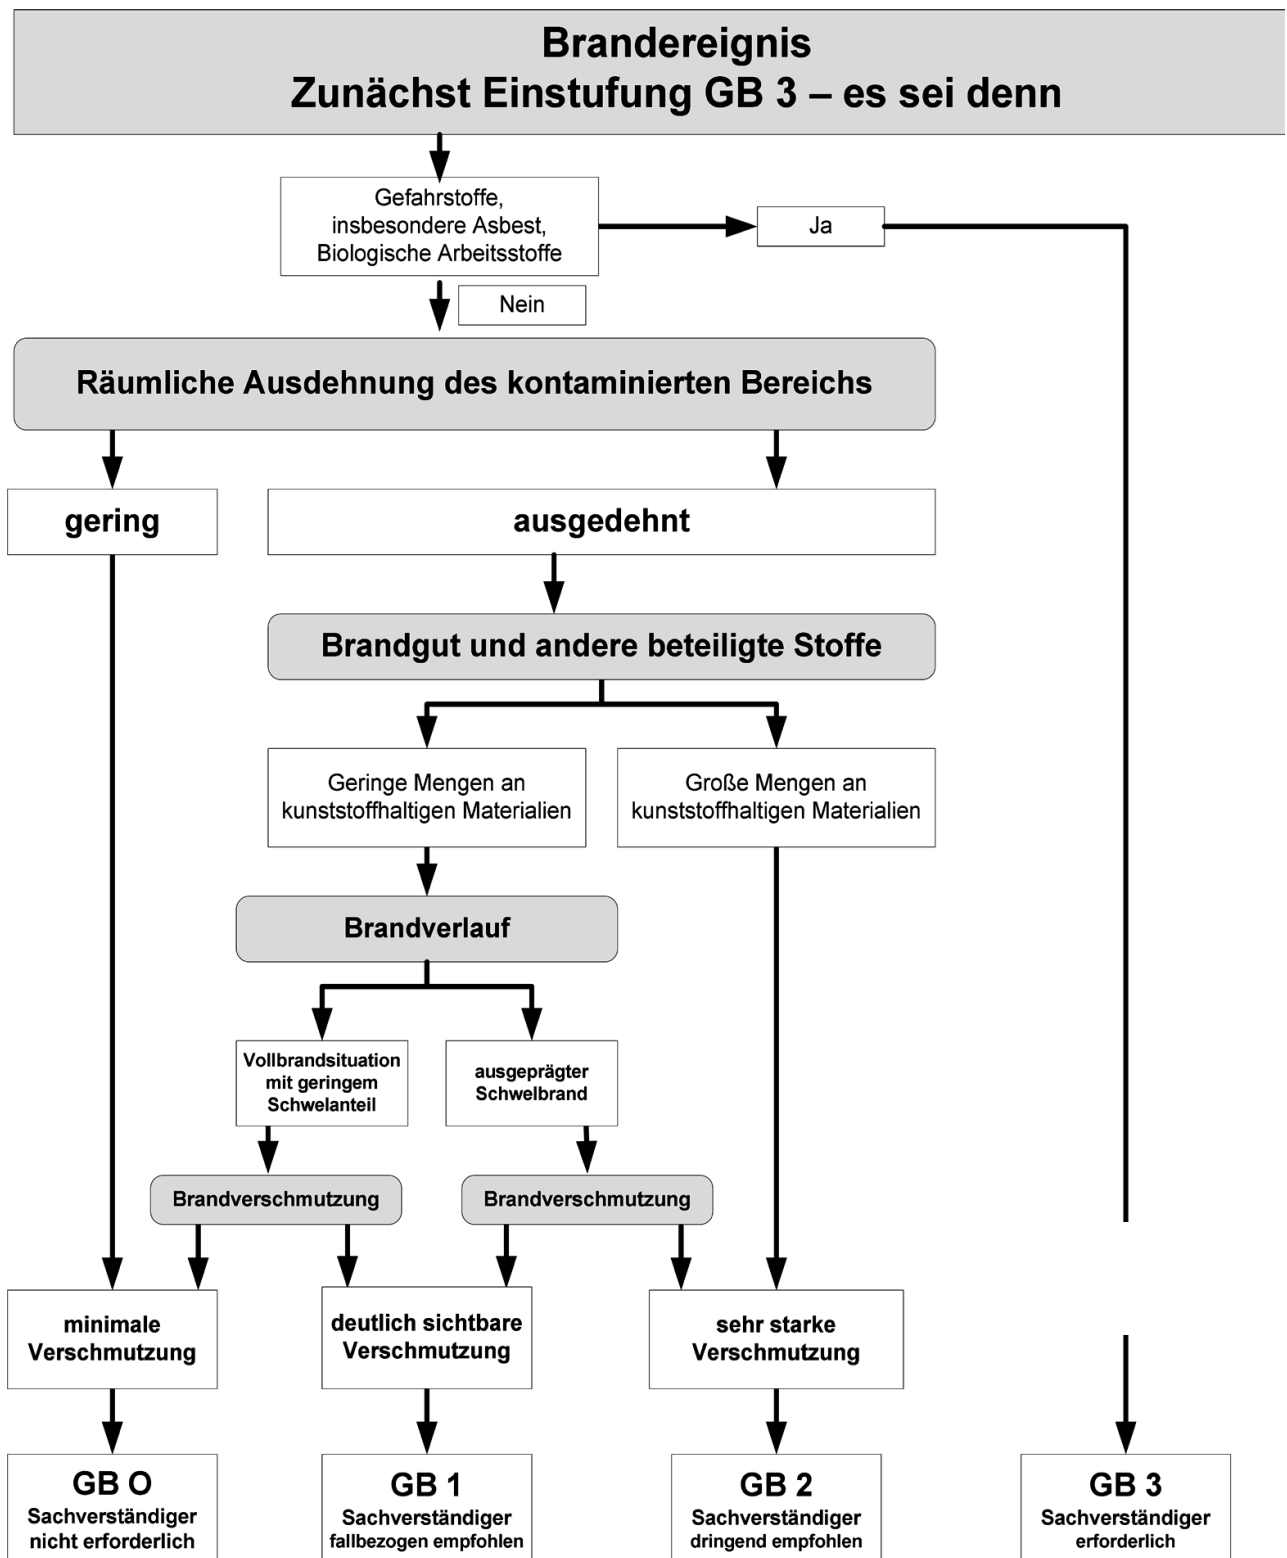 Brandereignis
Zunächst Einstufung GB 3 – es sei denn
Gefahrstoffe,
insbesondere Asbest,
Biologische Arbeitsstoffe
Ja
Nein
Räumliche Ausdehnung des kontaminierten Bereichs
gering
ausgedehnt
Brandgut und andere beteiligte Stoffe
Geringe Mengen an
kunststoffhaltigen Materialien
Große Mengen an
kunststoffhaltigen Materialien
Brandverlauf
Vollbrandsituation
mit geringem
Schwelanteil
ausgeprägter
Schwelbrand
Brandverschmutzung
Brandverschmutzung
minimale
Verschmutzung
deutlich sichtbare
Verschmutzung
sehr starke
Verschmutzung
GB O
Sachverständiger
nicht erforderlich
GB 1
Sachverständiger
fallbezogen empfohlen
GB 2
Sachverständiger
dringend empfohlen
GB 3
Sachverständiger
erforderlich